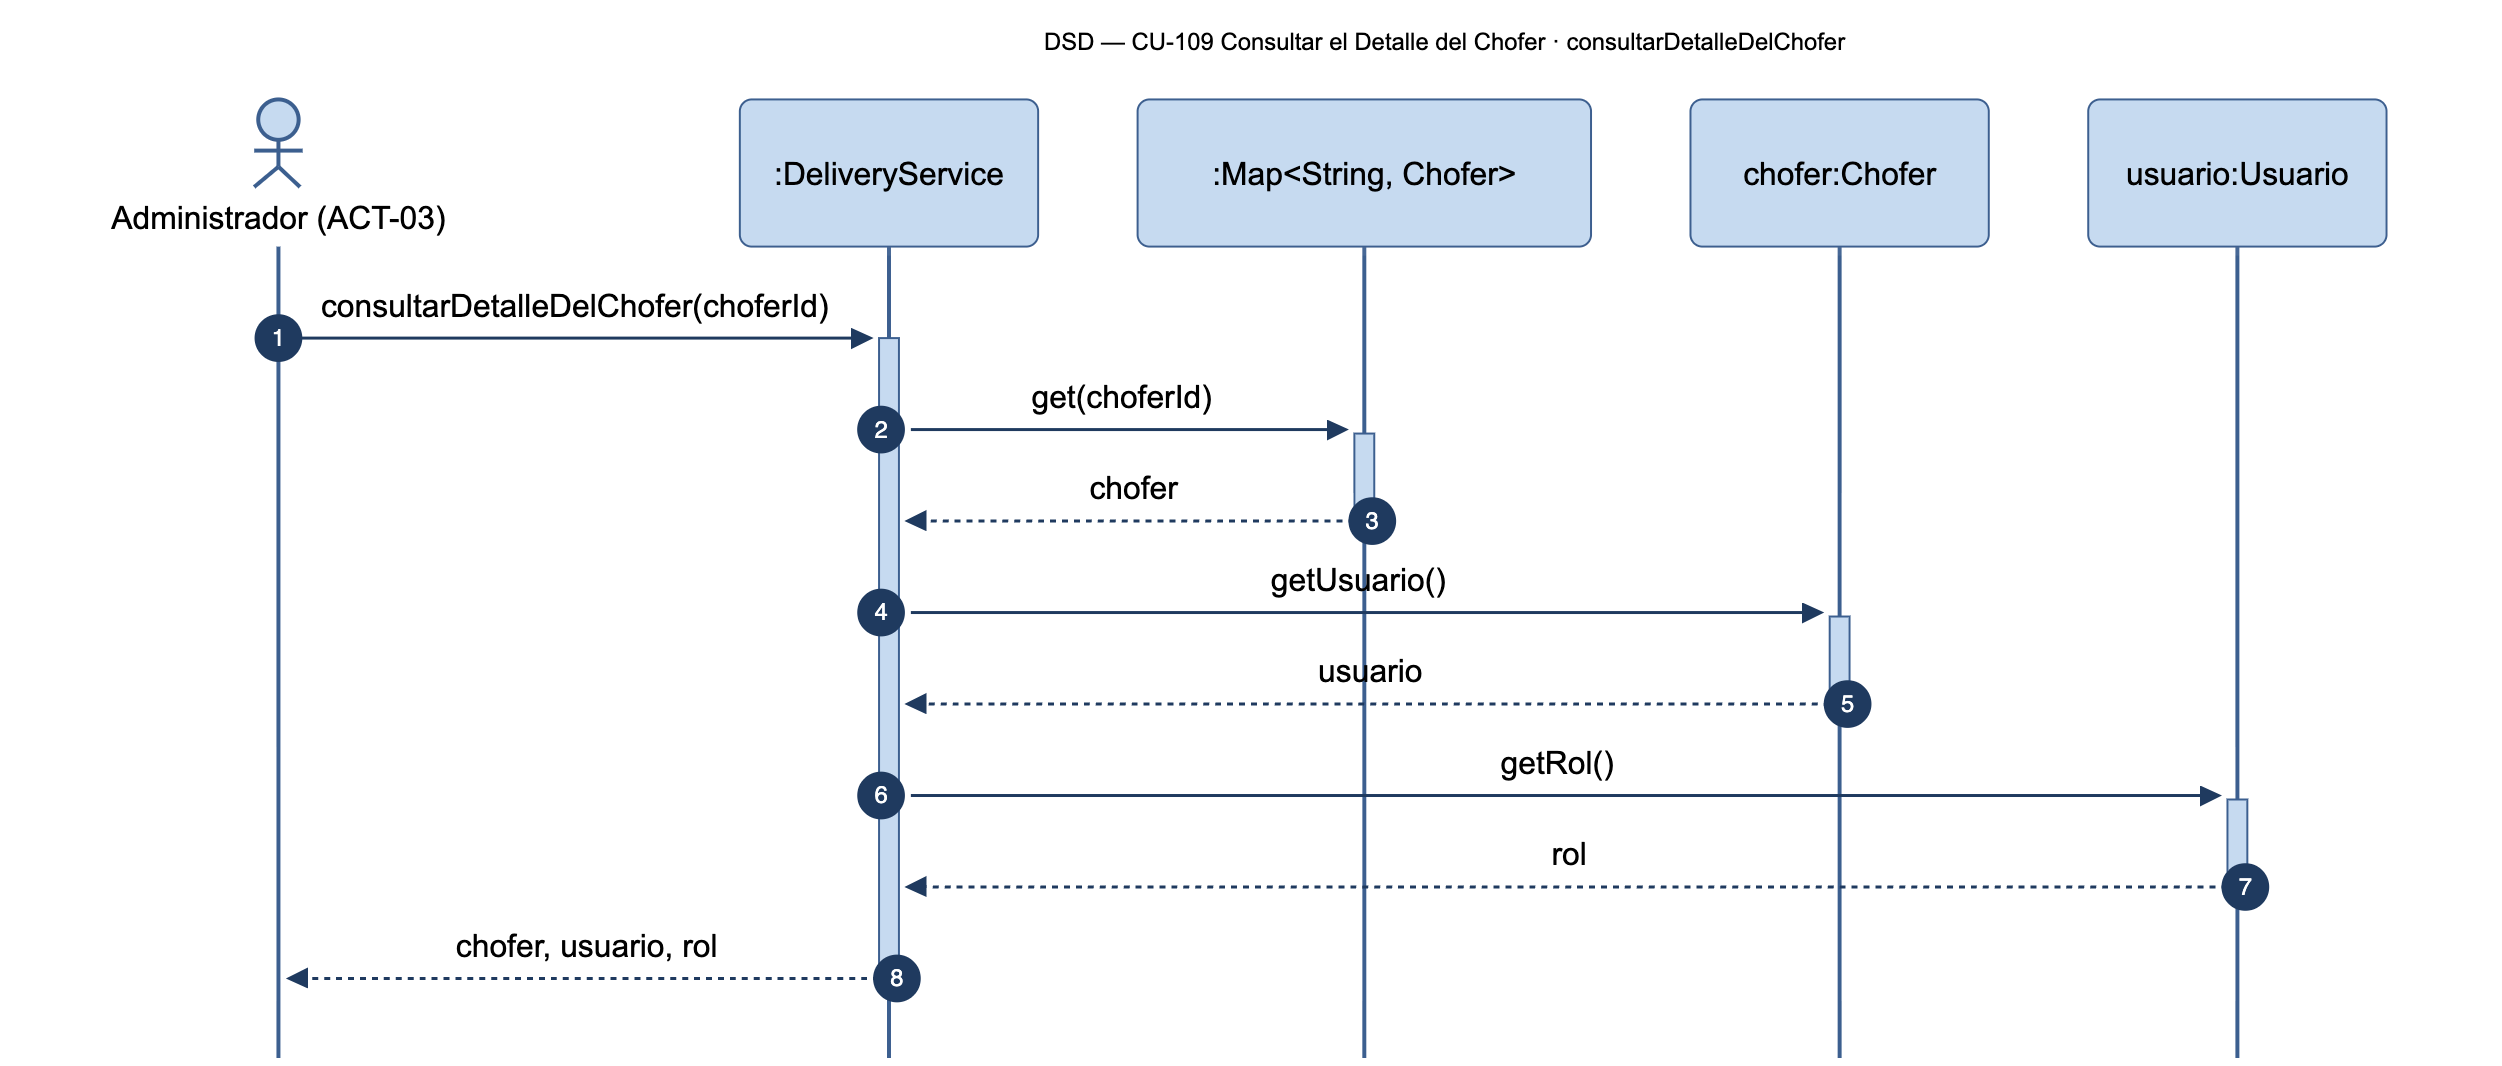 DSD — CU-109 Consultar el Detalle del Chofer · consultarDetalleDelChofer
Administrador (ACT-03)
:DeliveryService
:Map<String, Chofer>
chofer:Chofer
usuario:Usuario
consultarDetalleDelChofer(choferId)
1
get(choferId)
2
chofer
3
getUsuario()
4
usuario
5
getRol()
6
rol
7
chofer, usuario, rol
8